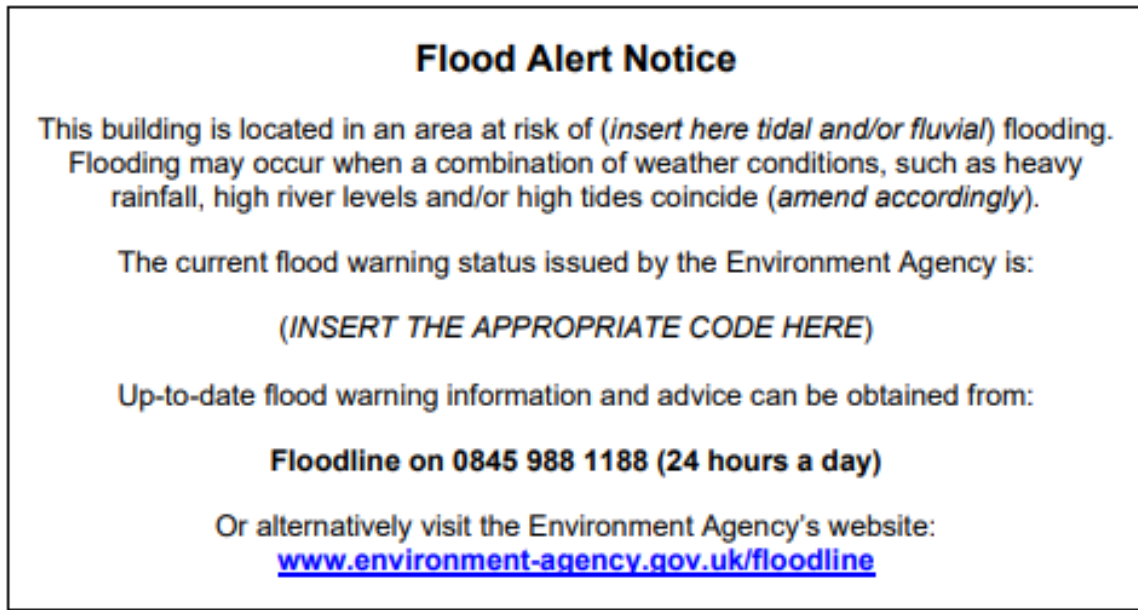 Flood Alert Notice
This building is located in an area at risk of (insert here tidal and/or fluvial) flooding.
Flooding may occur when a combination of weather conditions, such as heavy
rainfall, high river levels and/or high tides coincide (amend accordingly).
The current flood warning status issued by the Environment Agency is:
(INSERT THE APPROPRIATE CODE HERE)
Up-to-date flood warning information and advice can be obtained from:
Floodline on 0845 988 1188 (24 hours a day)
Or alternatively visit the Environment Agency's website:
www.environment-agency.gov.uk/floodline